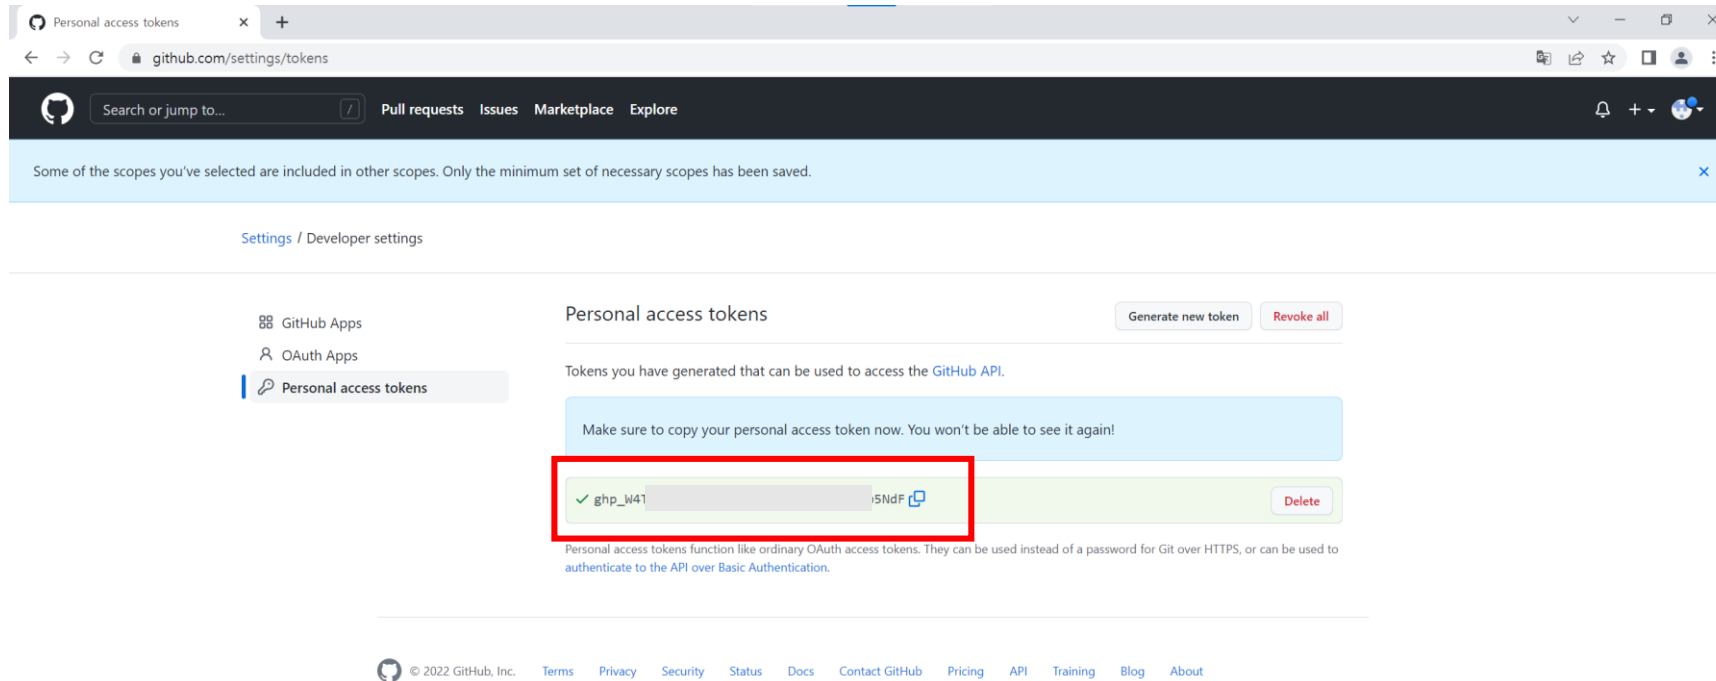 Personal access tokens
github.com/settings/tokens
Search or jump to... /
Pull requests Issues Marketplace Explore
Some of the scopes you've selected are included in other scopes. Only the minimum set of necessary scopes has been saved.
Settings / Developer settings
GitHub Apps
OAuth Apps
Personal access tokens
Personal access tokens
Generate new token Revoke all
Tokens you have generated that can be used to access the GitHub API.
Make sure to copy your personal access token now. You won't be able to see it again!
ghp_W4 5NdF Delete
Personal access tokens function like ordinary OAuth access tokens. They can be used instead of a password for Git over HTTPS, or can be used to
authenticate to the API over Basic Authentication.
© 2022 GitHub, Inc. Terms Privacy Security Status Docs Contact GitHub Pricing API Training Blog About